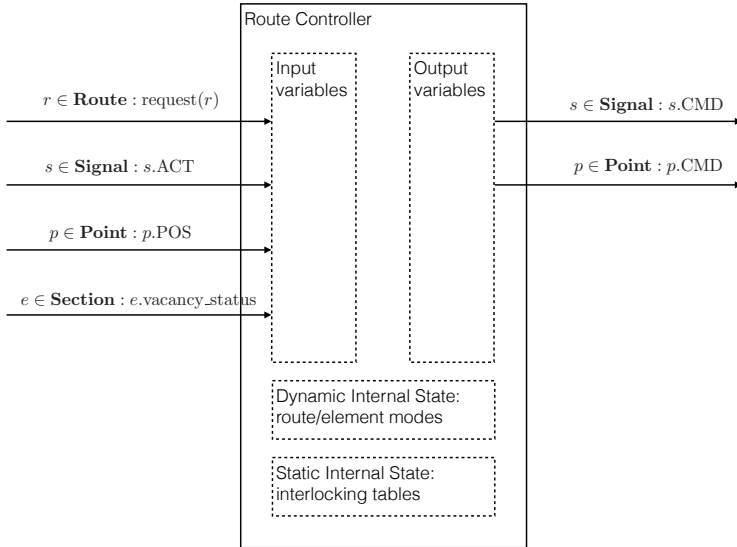 Route Controller
Input
variables
Output
variables
r ∈ Route : request(r)
s ∈ Signal : s.CMD
s ∈ Signal : s.ACT
p ∈ Point : p.CMD
p ∈ Point : p.POS
e ∈ Section : e.vacancy_status
Dynamic Internal State:
route/element modes
Static Internal State:
interlocking tables